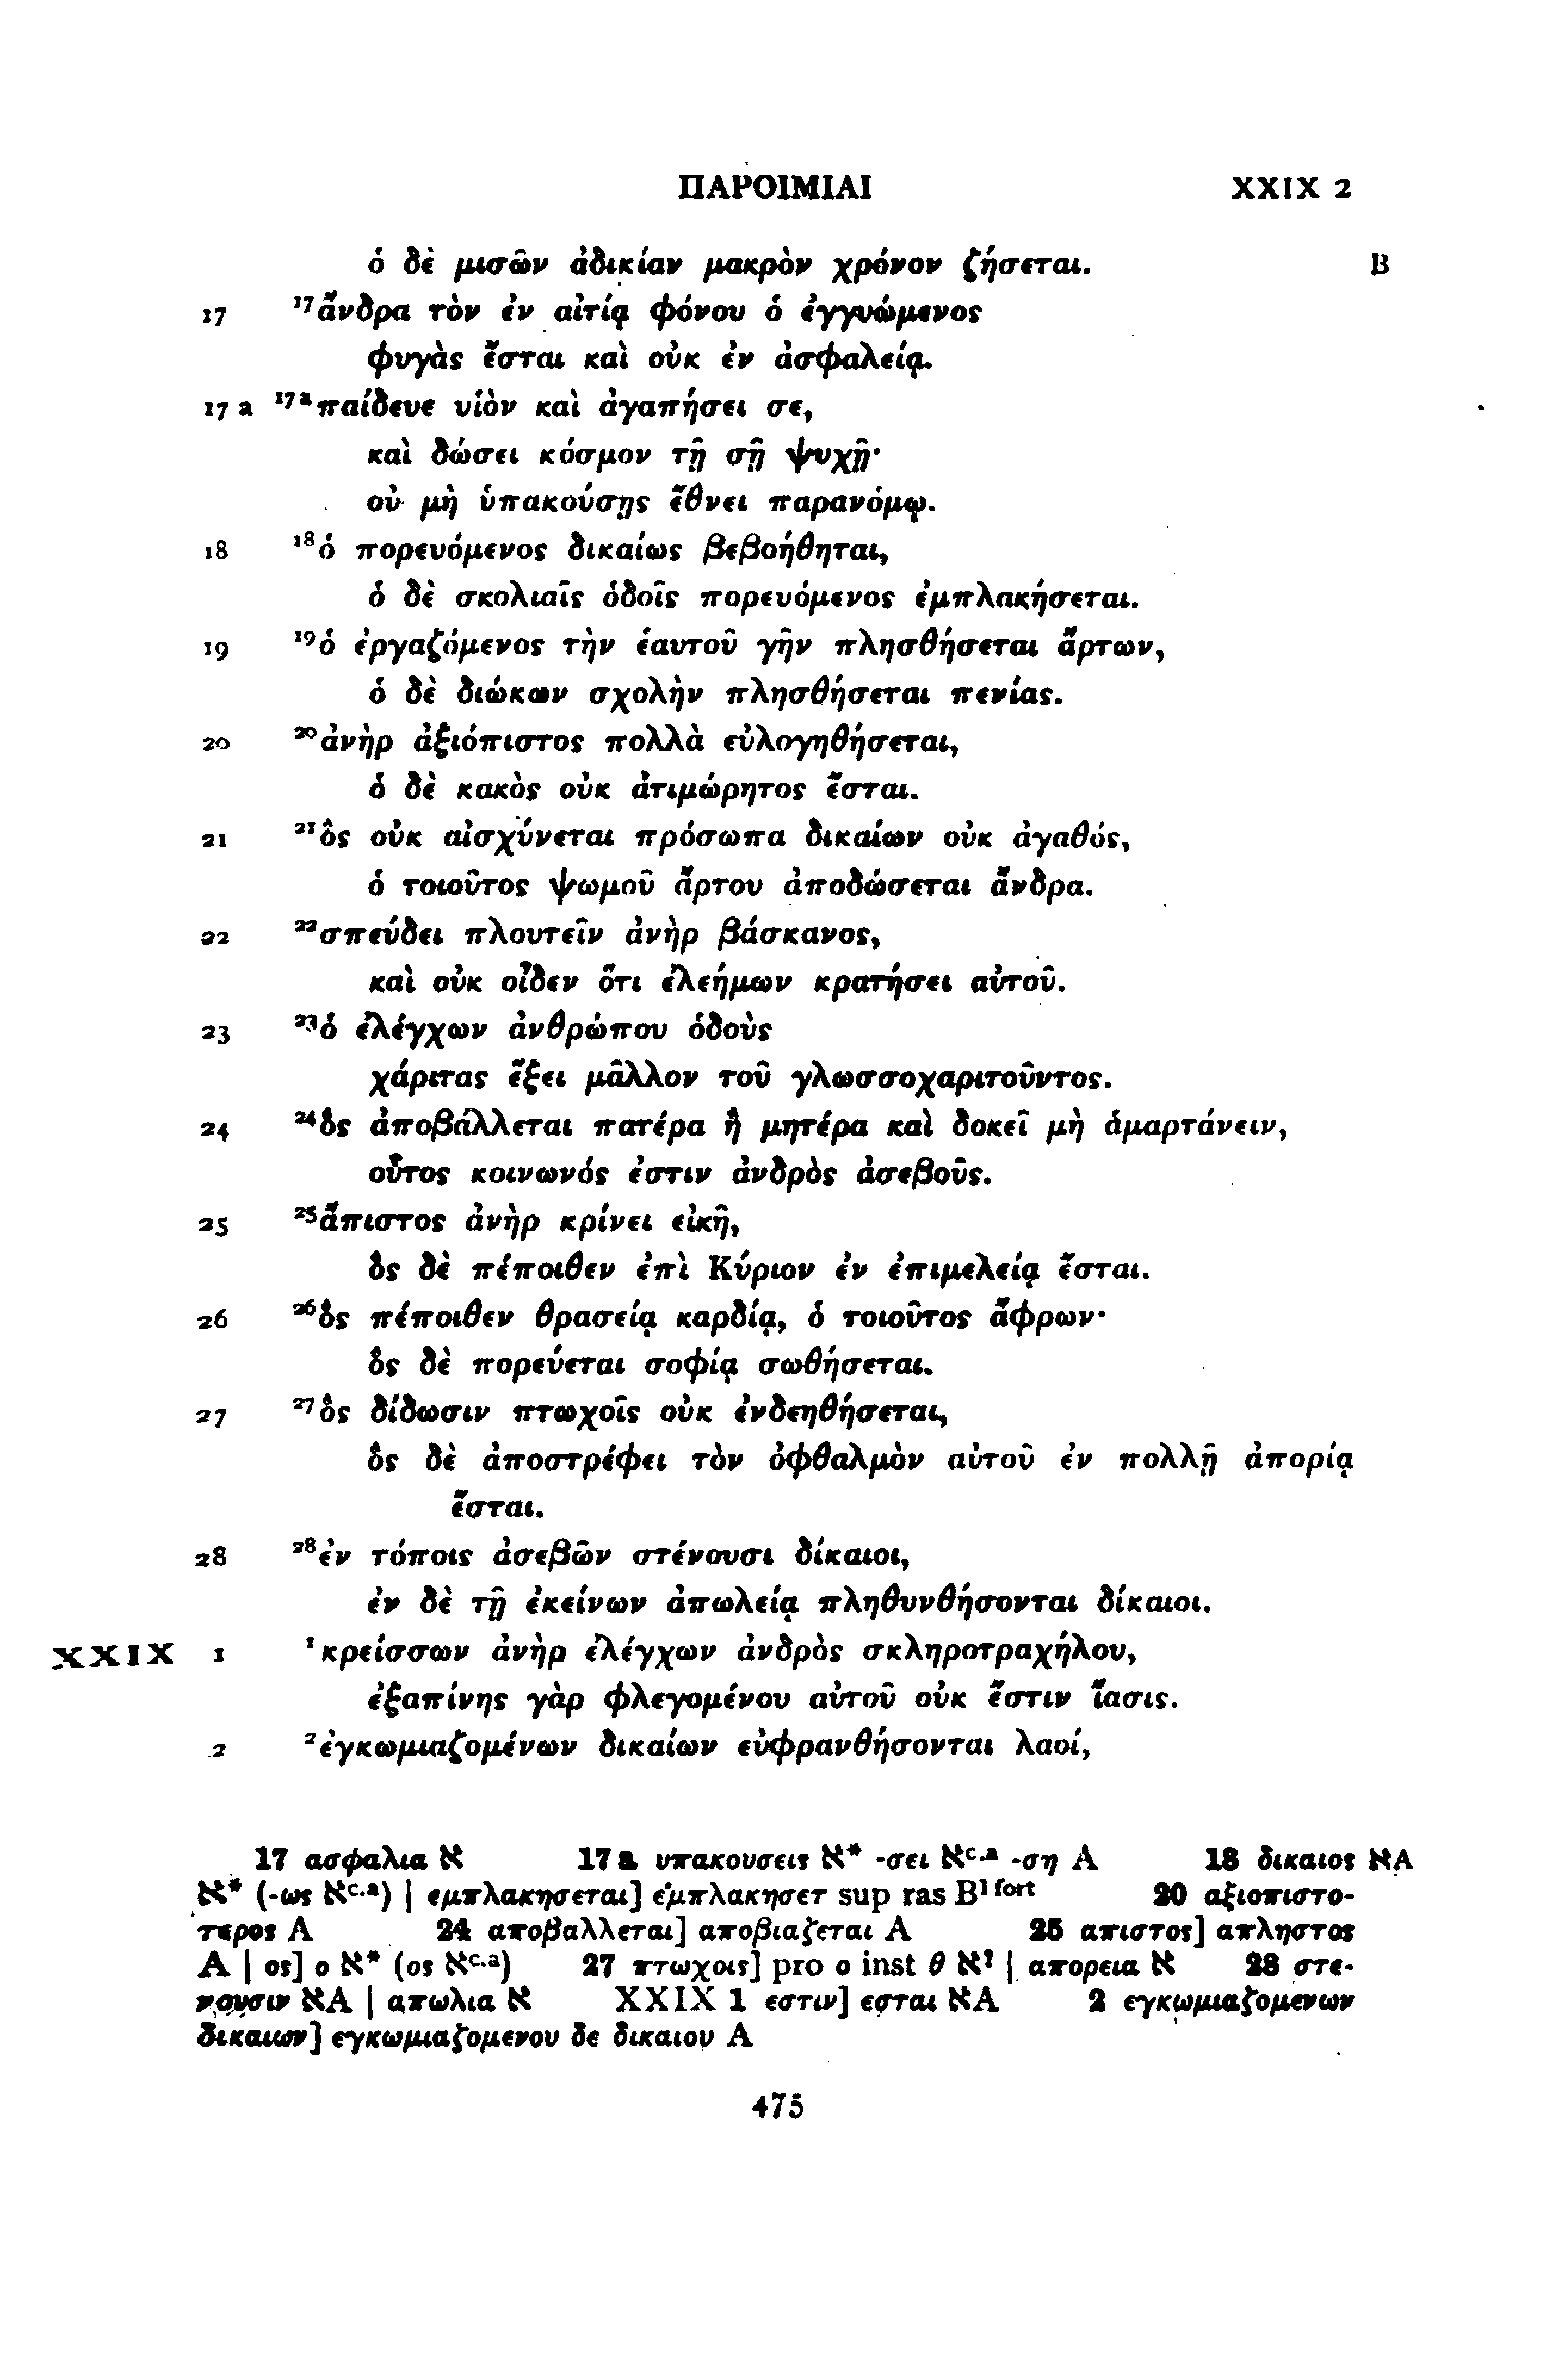 ΠΑΡΟΙΜΙΑΙ XXIX 2
ὁ δὲ μισῶν ἀδικίαν μακρὸν χρόνον ζήσεται. B
17 ¹⁷ἄνδρα τὸν ἐν αἰτίᾳ φόνου ὁ ἐγγυώμενος
φυγὰς ἔσται καὶ οὐκ ἐν ἀσφαλείᾳ.
17 a ¹⁷ᵃπαίδευε υἱὸν καὶ ἀγαπήσει σε,
καὶ δώσει κόσμον τῇ σῇ ψυχῇ·
οὐ μὴ ὑπακούσῃς ἔθνει παρανόμῳ.
18 ¹⁸ὁ πορευόμενος δικαίως βεβοήθηται,
ὁ δὲ σκολιαῖς ὁδοῖς πορευόμενος ἐμπλακήσεται.
19 ¹⁹ὁ ἐργαζόμενος τὴν ἑαυτοῦ γῆν πλησθήσεται ἄρτων,
ὁ δὲ διώκων σχολὴν πλησθήσεται πενίας.
20 ²⁰ἀνὴρ ἀξιόπιστος πολλὰ εὐλογηθήσεται,
ὁ δὲ κακὸς οὐκ ἀτιμώρητος ἔσται.
21 ²¹ὃς οὐκ αἰσχύνεται πρόσωπα δικαίων οὐκ ἀγαθός,
ὁ τοιοῦτος ψωμοῦ ἄρτου ἀποδώσεται ἄνδρα.
22 ²²σπεύδει πλουτεῖν ἀνὴρ βάσκανος,
καὶ οὐκ οἶδεν ὅτι ἐλεήμων κρατήσει αὐτοῦ.
23 ²³ὁ ἐλέγχων ἀνθρώπου ὁδοὺς
χάριτας ἕξει μᾶλλον τοῦ γλωσσοχαριτοῦντος.
24 ²⁴ὃς ἀποβάλλεται πατέρα ἢ μητέρα καὶ δοκεῖ μὴ ἁμαρτάνειν,
οὗτος κοινωνός ἐστιν ἀνδρὸς ἀσεβοῦς.
25 ²⁵ἄπιστος ἀνὴρ κρίνει εἰκῇ,
ὃς δὲ πέποιθεν ἐπὶ Κύριον ἐν ἐπιμελείᾳ ἔσται.
26 ²⁶ὃς πέποιθεν θρασείᾳ καρδίᾳ, ὁ τοιοῦτος ἄφρων·
ὃς δὲ πορεύεται σοφίᾳ σωθήσεται.
27 ²⁷ὃς δίδωσιν πτωχοῖς οὐκ ἐνδεηθήσεται,
ὃς δὲ ἀποστρέφει τὸν ὀφθαλμὸν αὐτοῦ ἐν πολλῇ ἀπορίᾳ
ἔσται.
28 ²⁸ἐν τόποις ἀσεβῶν στένουσι δίκαιοι,
ἐν δὲ τῇ ἐκείνων ἀπωλείᾳ πληθυνθήσονται δίκαιοι.
XXIX 1 ¹κρείσσων ἀνὴρ ἐλέγχων ἀνδρὸς σκληροτραχήλου,
ἐξαπίνης γὰρ φλεγομένου αὐτοῦ οὐκ ἔστιν ἴασις.
2 ²ἐγκωμιαζομένων δικαίων εὐφρανθήσονται λαοί,
17 ασφαλια ℵ 17 a υπακουσεις ℵ* -σει ℵᶜ·ᵃ -ση A 18 δικαιος ℵA
ℵ* (-ως ℵᶜ·ᵃ) | εμπλακησεται] εμπλακησετ sup ras B¹ ᶠᵒʳᵗ 20 αξιοπιστο-
τερος A 24 αποβαλλεται] αποβιαζεται A 25 απιστος] απληστος
A | ος] ο ℵ* (ος ℵᶜ·ᵃ) 27 πτωχοις] pro ο inst θ ℵ¹ | απορεια ℵ 28 στε-
νουσιν ℵA | απωλια ℵ XXIX 1 εστιν] εσται ℵA 2 εγκωμιαζομενων
δικαιων] εγκωμιαζομενου δε δικαιου A
475